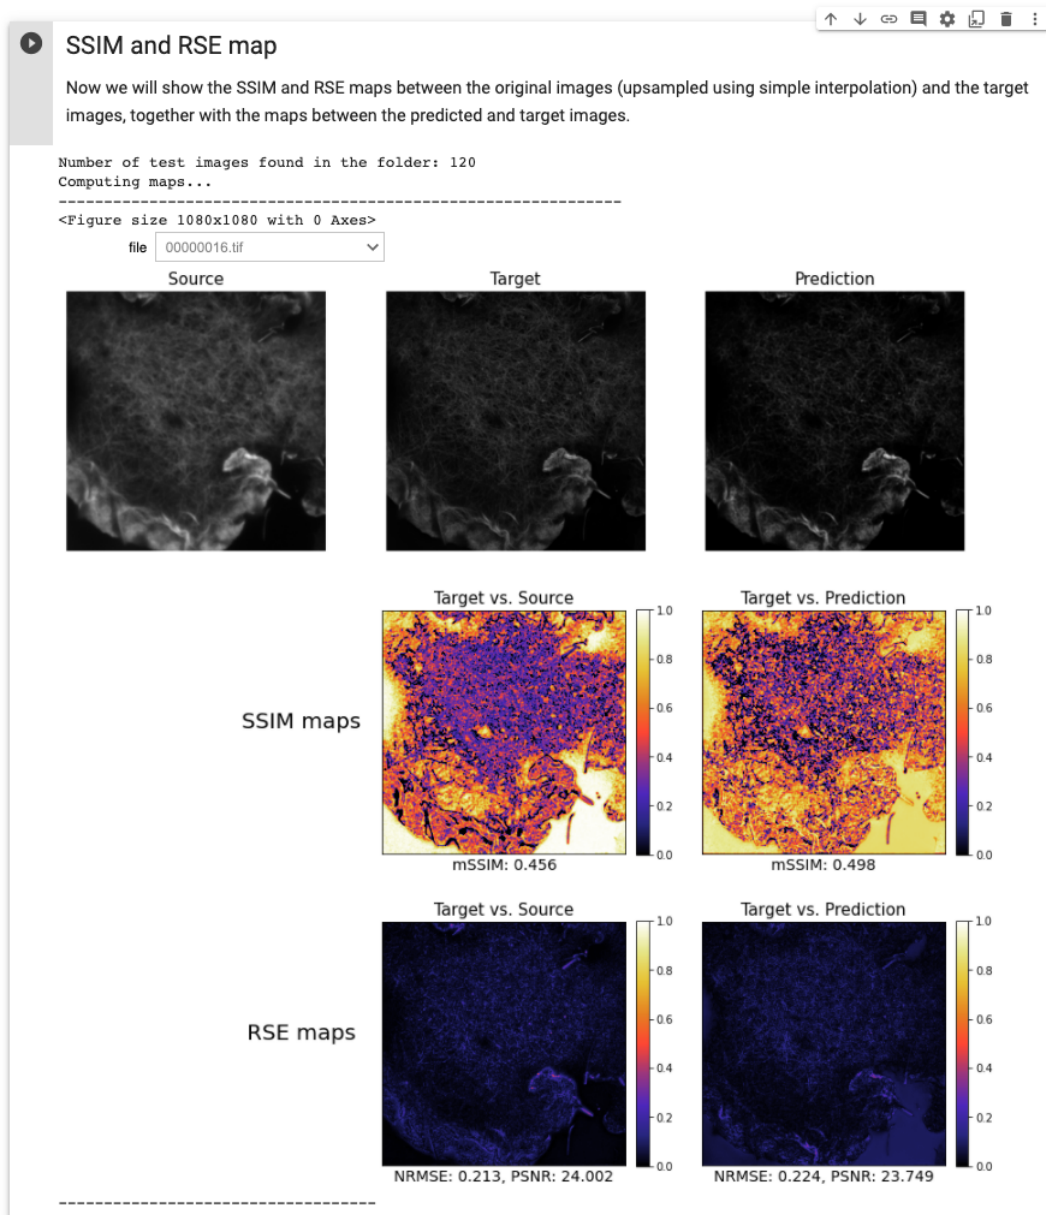 SSIM and RSE map
Now we will show the SSIM and RSE maps between the original images (upsampled using simple interpolation) and the target
images, together with the maps between the predicted and target images.
Number of test images found in the folder: 120
Computing maps...
--------------------------------------------------------------
<Figure size 1080x1080 with 0 Axes>
file 00000016.tif
Source Target Prediction
Target vs. Source Target vs. Prediction
1.0 1.0
0.8 0.8
0.6 0.6
SSIM maps
0.4 0.4
0.2 0.2
0.0 0.0
mSSIM: 0.456 mSSIM: 0.498
Target vs. Source Target vs. Prediction
1.0 1.0
0.8 0.8
0.6 0.6
RSE maps
0.4 0.4
0.2 0.2
0.0 0.0
NRMSE: 0.213, PSNR: 24.002 NRMSE: 0.224, PSNR: 23.749
-----------------------------------